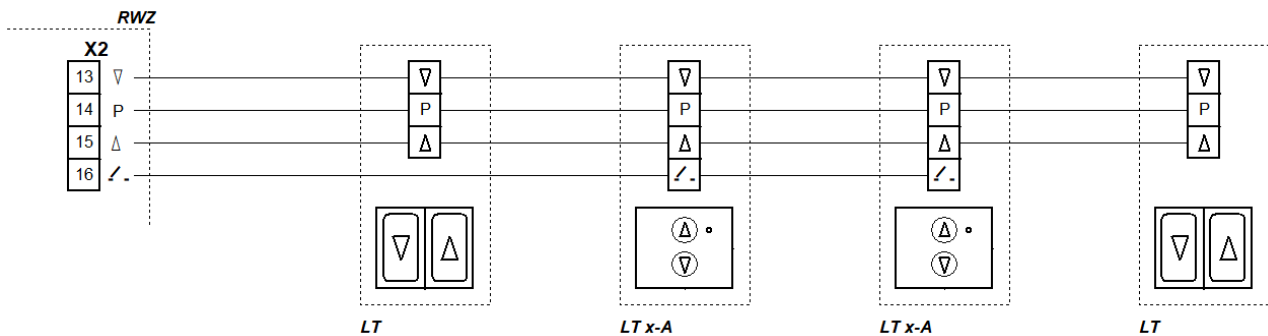 RWZ
X2
13
14 P P P P P
15
16
LT LT x-A LT x-A LT